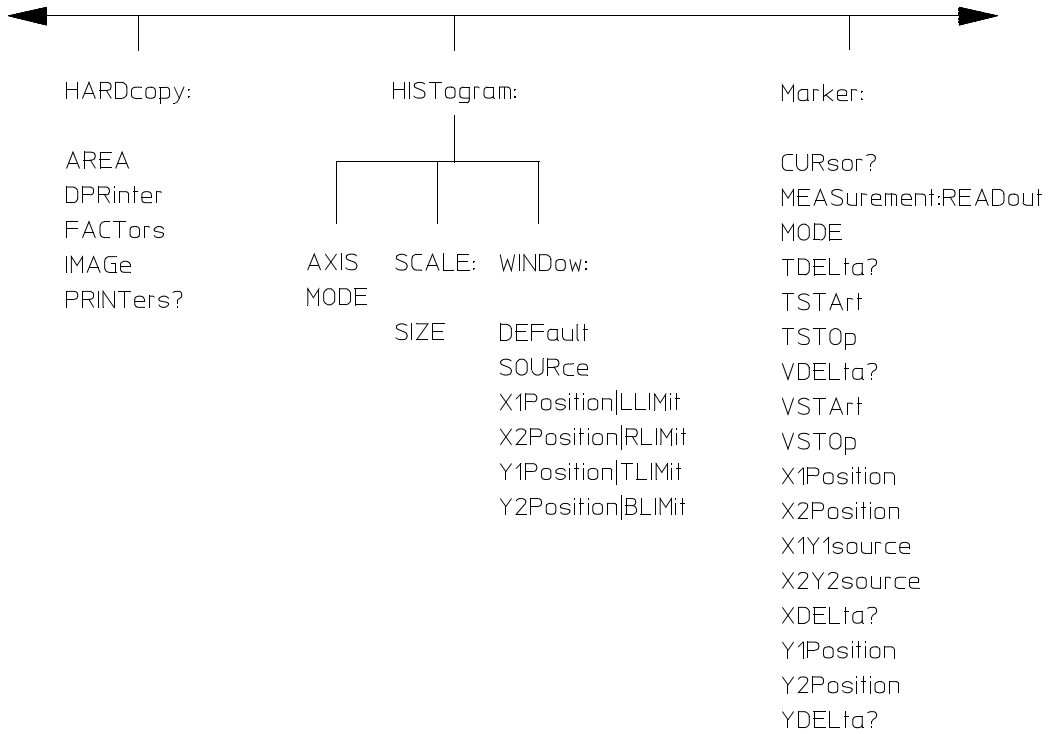 HARDcopy:
AREA
DPRinter
FACTors
IMAGe
PRINTers?
HISTogram:
AXIS
MODE
SCALE:
SIZE
WINDow:
DEFault
SOURce
X1Position|LLIMit
X2Position|RLIMit
Y1Position|TLIMit
Y2Position|BLIMit
Marker:
CURsor?
MEASurement:READout
MODE
TDELta?
TSTArt
TSTOp
VDELta?
VSTArt
VSTOp
X1Position
X2Position
X1Y1source
X2Y2source
XDELta?
Y1Position
Y2Position
YDELta?